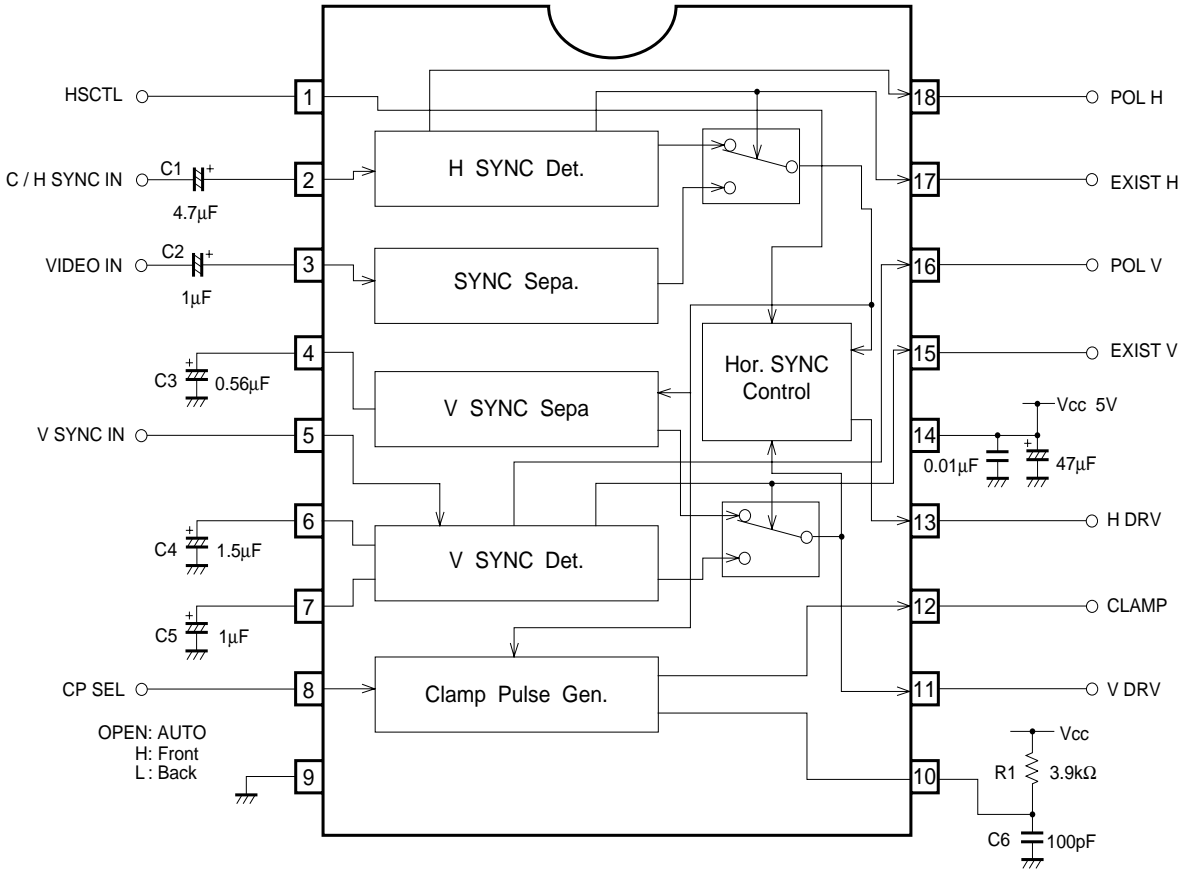 HSCTL
1
18
POL H
C / H SYNC IN
C1
+
4.7µF
2
H SYNC Det.
17
EXIST H
VIDEO IN
C2
+
1µF
3
SYNC Sepa.
16
POL V
4
+
C3
0.56µF
V SYNC Sepa
Hor. SYNC
Control
15
EXIST V
V SYNC IN
5
14
Vcc 5V
0.01µF
+
47µF
6
+
C4
1.5µF
V SYNC Det.
13
H DRV
7
+
C5
1µF
12
CLAMP
CP SEL
8
Clamp Pulse Gen.
11
V DRV
OPEN: AUTO
H: Front
L : Back
9
10
Vcc
R1
3.9kΩ
C6
100pF